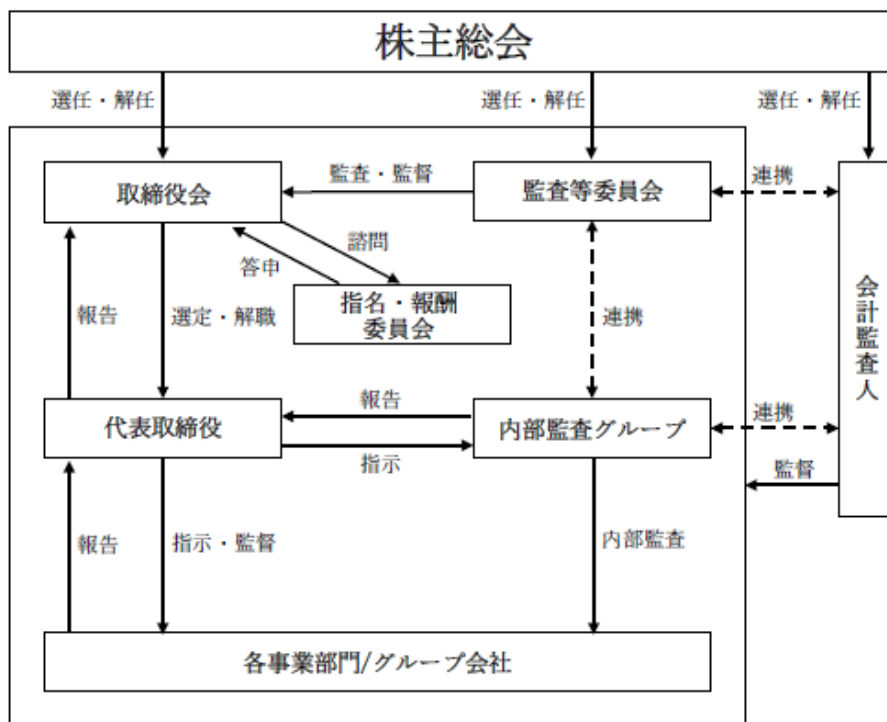 株主総会
選任・解任
選任・解任
選任・解任
取締役会
監査・監督
監査等委員会
連携
諮問
答申
指名・報酬
委員会
報告
選定・解職
連携
会計監査人
代表取締役
報告
指示
内部監査グループ
連携
監督
報告
指示・監督
内部監査
各事業部門/グループ会社